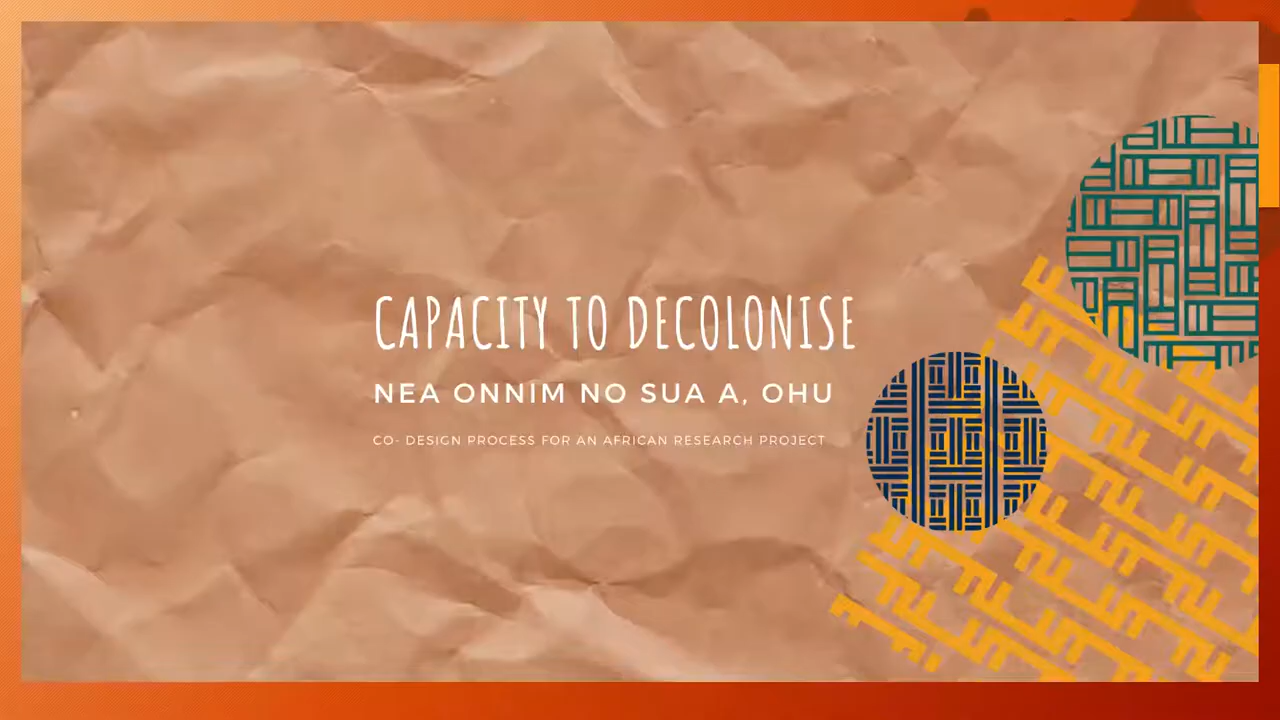 CAPACITY TO DECOLONISE
NEA ONNIM NO SUA A, OHU
CO- DESIGN PROCESS FOR AN AFRICAN RESEARCH PROJECT